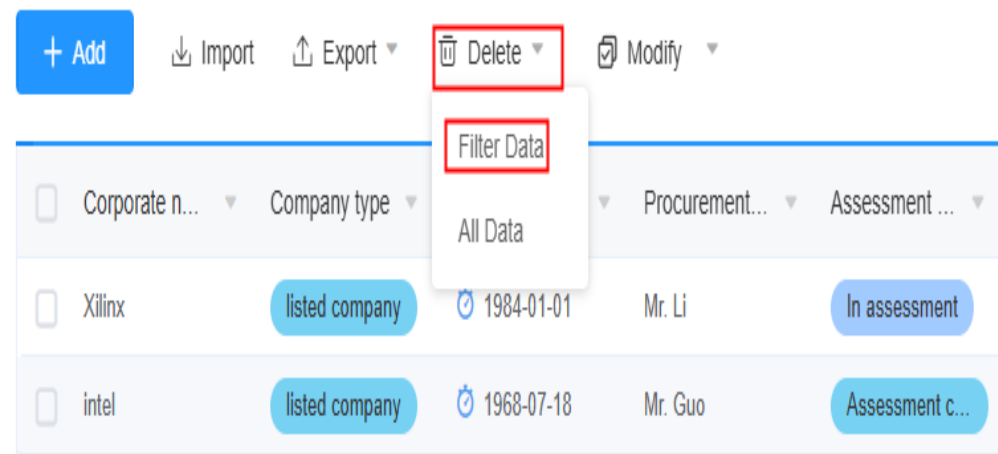 + Add Import Export Delete Modify
Filter Data
Corporate n... Company type Procurement... Assessment ...
All Data
Xilinx listed company 1984-01-01 Mr. Li In assessment
intel listed company 1968-07-18 Mr. Guo Assessment c...